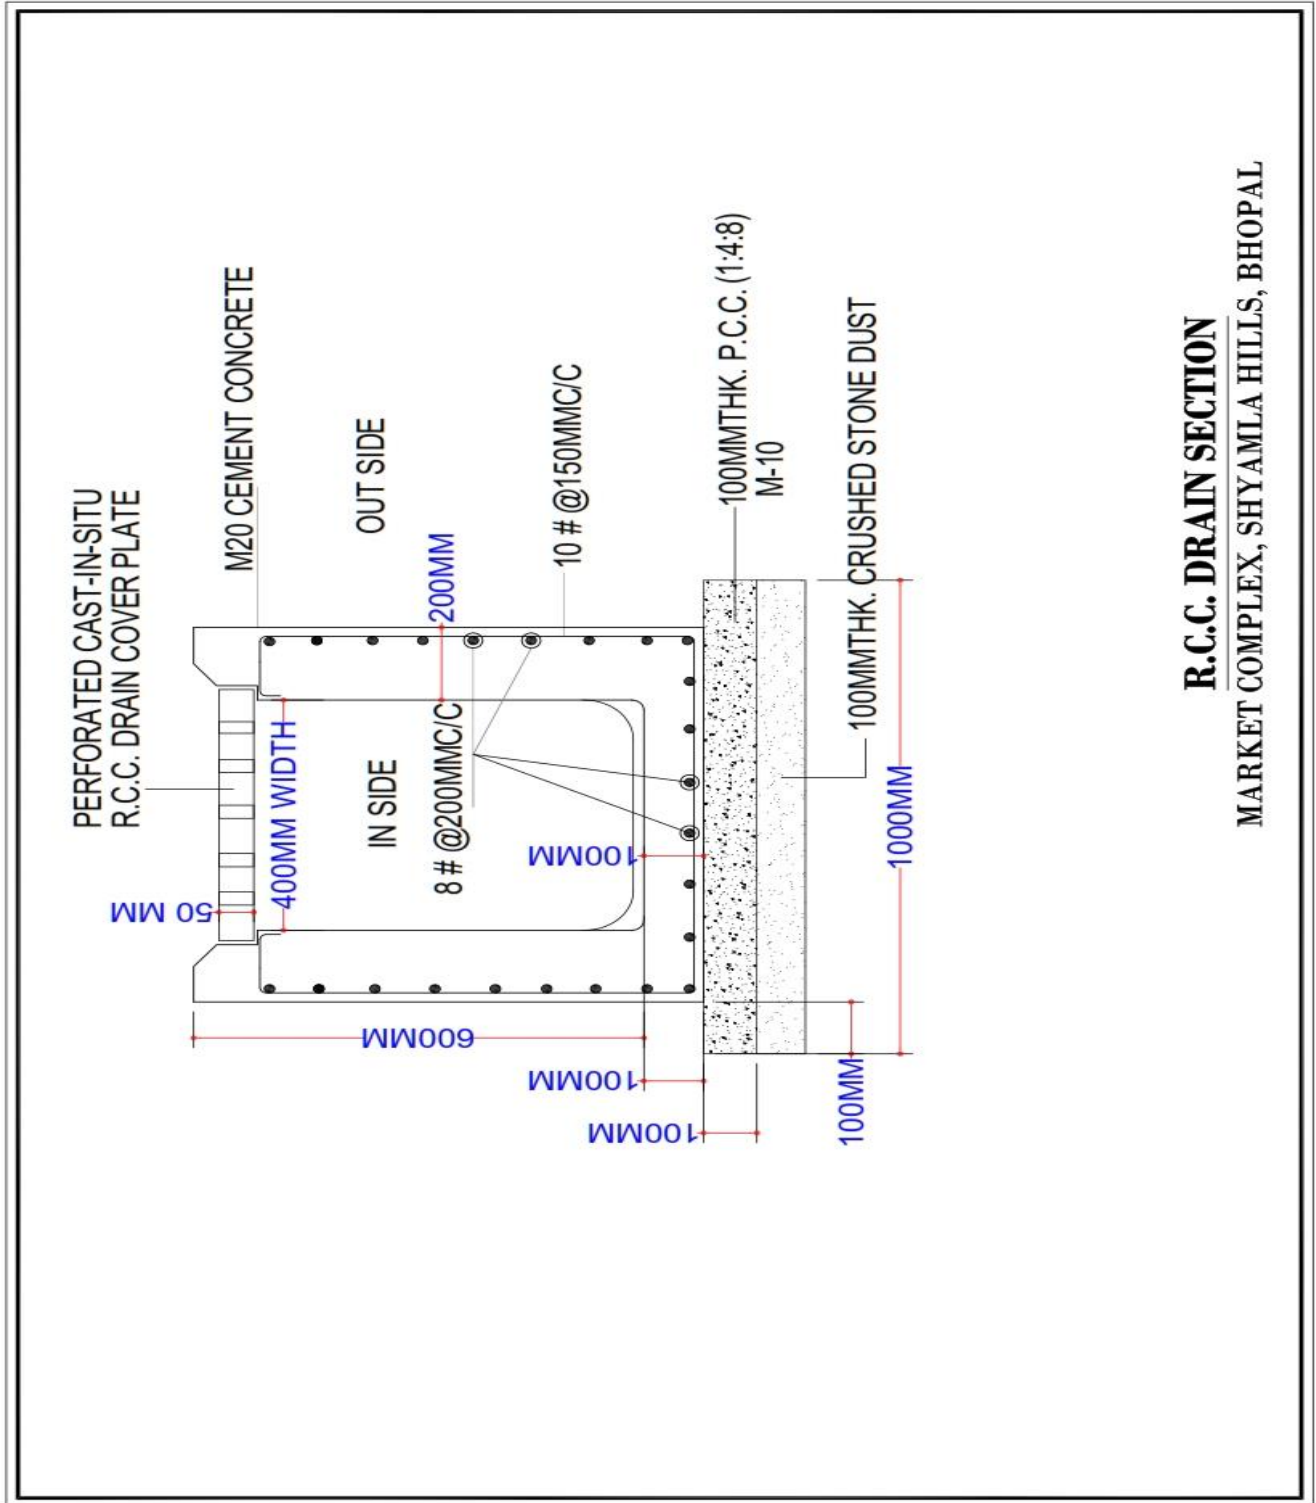 PERFORATED CAST-IN-SITU
R.C.C. DRAIN COVER PLATE
M20 CEMENT CONCRETE
50 MM
400MM WIDTH
IN SIDE
OUT SIDE
200MM
8 # @200MMC/C
10 # @150MMC/C
600MM
100MM
100MM
100MM
100MMTHK. P.C.C. (1:4:8)
M-10
100MMTHK. CRUSHED STONE DUST
100MM
1000MM
R.C.C. DRAIN SECTION
MARKET COMPLEX, SHYAMLA HILLS, BHOPAL